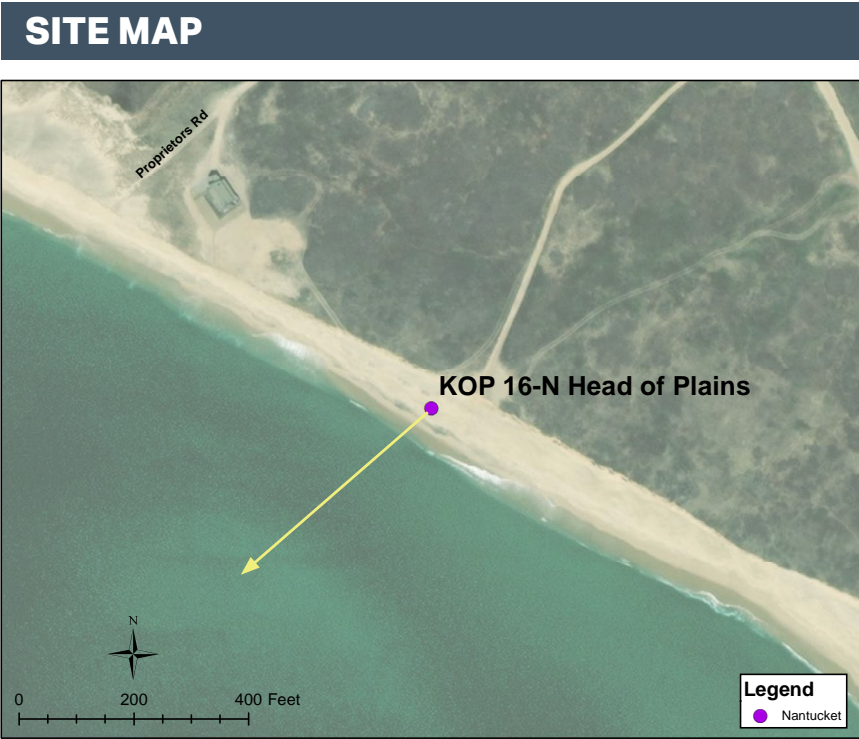 SITE MAP
Proprietors Rd
KOP 16-N Head of Plains
N
0 200 400 Feet
Legend
Nantucket